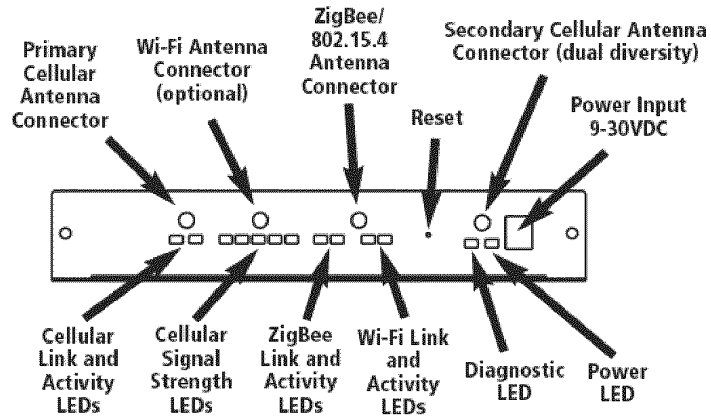 Primary
Cellular
Antenna
Connector
Wi-Fi Antenna
Connector
(optional)
ZigBee/
802.15.4
Antenna
Connector
Reset
Secondary Cellular Antenna
Connector (dual diversity)
Power Input
9-30VDC
Cellular
Link and
Activity
LEDs
Cellular
Signal
Strength
LEDs
ZigBee
Link and
Activity
LEDs
Wi-Fi Link
and
Activity
LEDs
Diagnostic
LED
Power
LED